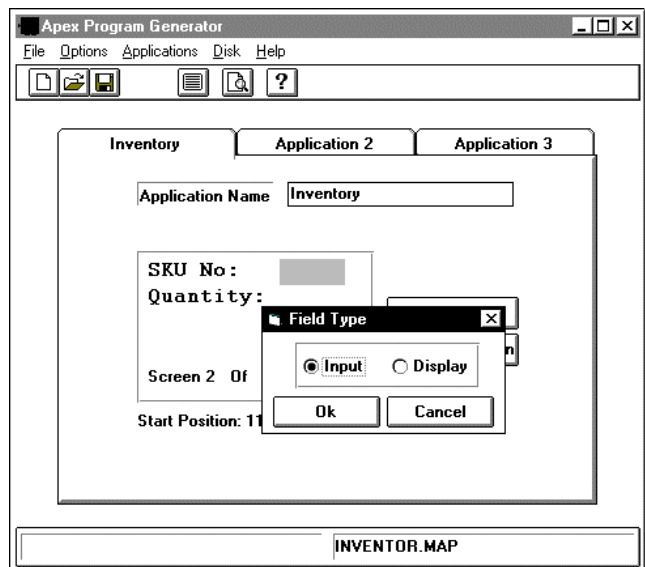 Apex Program Generator
File Options Applications Disk Help
?
Inventory Application 2 Application 3
Application Name Inventory
SKU No:
Quantity:
Field Type
Input Display
Screen 2 Of
Ok Cancel
Start Position: 11
INVENTOR.MAP